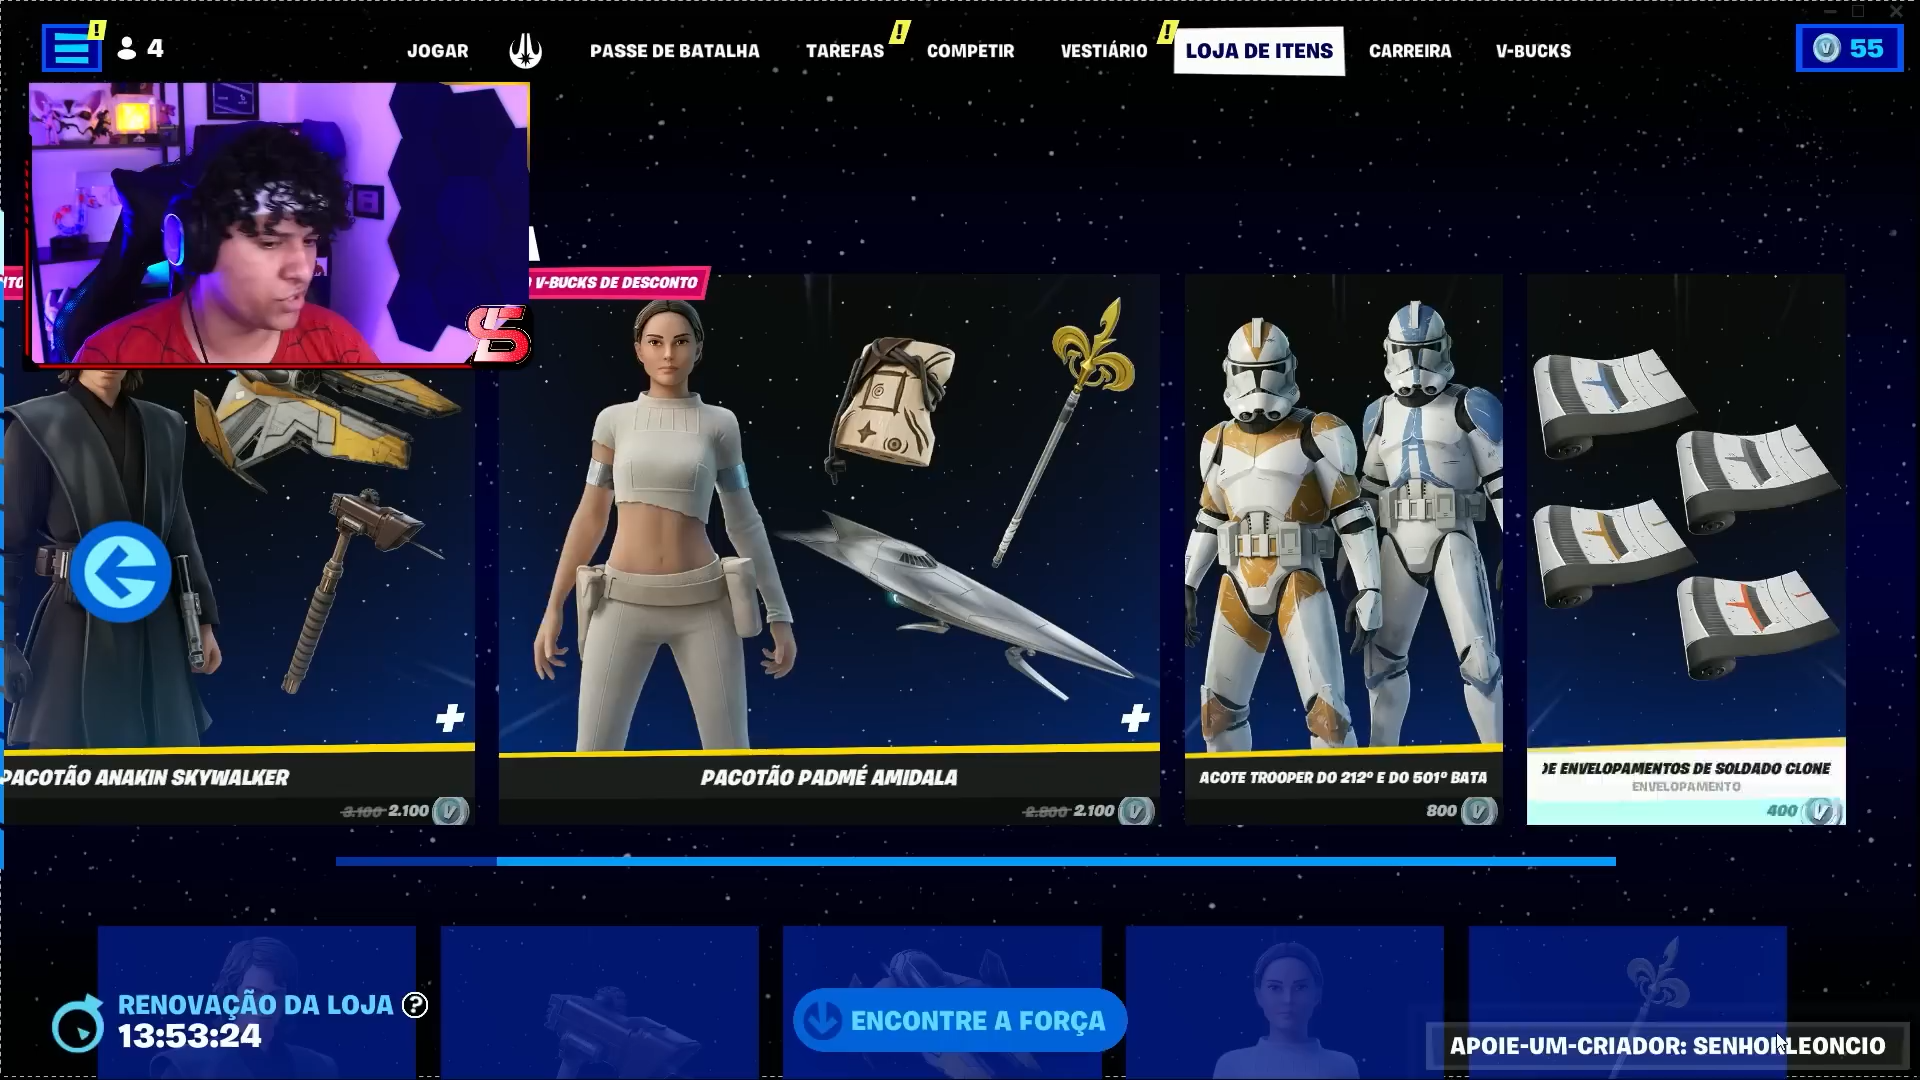 4
JOGAR
PASSE DE BATALHA
TAREFAS
!
COMPETIR
VESTIÁRIO
!
LOJA DE ITENS
CARREIRA
V-BUCKS
55
!
V-BUCKS DE DESCONTO
S
PACOTÃO ANAKIN SKYWALKER
3.100 2.100
PACOTÃO PADMÉ AMIDALA
2.800 2.100
ACOTE TROOPER DO 212º E DO 501º BATA
800
DE ENVELOPAMENTOS DE SOLDADO CLONE
ENVELOPAMENTO
400
RENOVAÇÃO DA LOJA ?
13:53:24
ENCONTRE A FORÇA
APOIE-UM-CRIADOR: SENHORLEONCIO